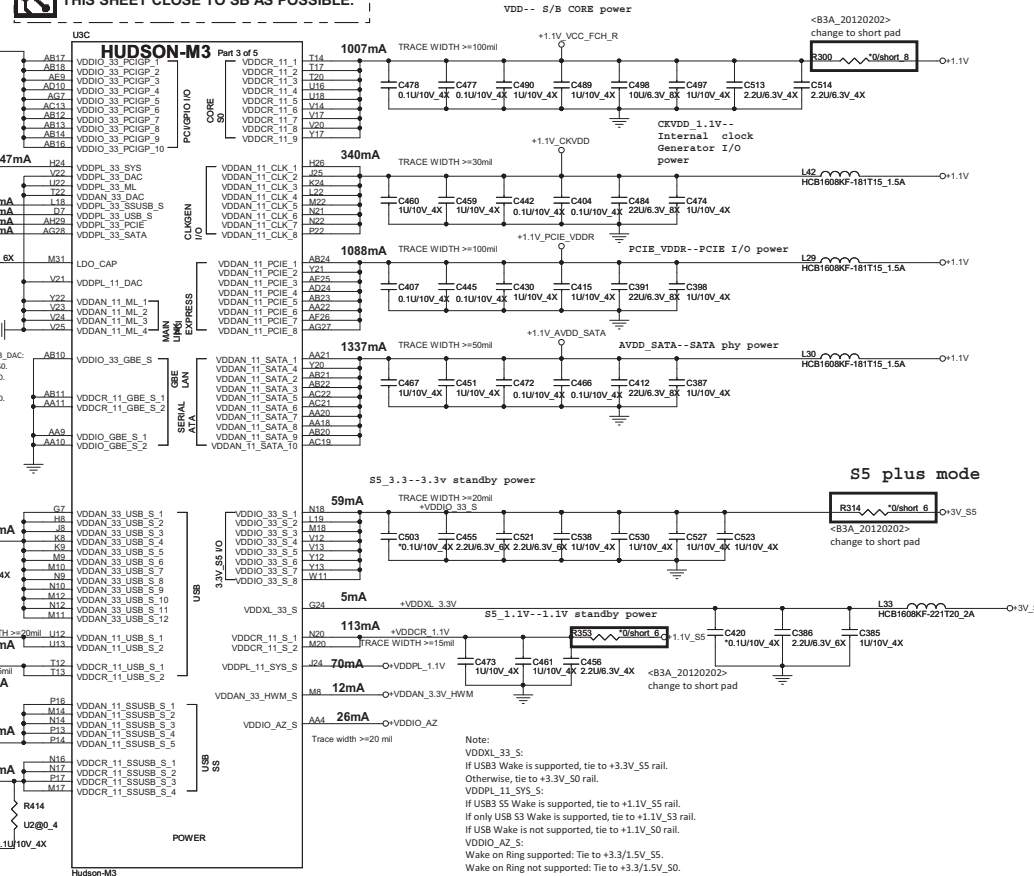 THIS SHEET CLOSE TO SB AS POSSIBLE.
VDD-- S/B CORE power
<B3A_20120202>
change to short pad
U3C
HUDSON-M3 Part 3 of 5
AB17 VDDIO_33_PCIGP_1
AB18 VDDIO_33_PCIGP_2
AE9 VDDIO_33_PCIGP_3
AD10 VDDIO_33_PCIGP_4
AG7 VDDIO_33_PCIGP_5
AC13 VDDIO_33_PCIGP_6
AB12 VDDIO_33_PCIGP_7
AB13 VDDIO_33_PCIGP_8
AB14 VDDIO_33_PCIGP_9
AB16 VDDIO_33_PCIGP_10
PCI/GPIO I/O
CORE S0
VDDCR_11_1 T14
VDDCR_11_2 T17
VDDCR_11_3 T20
VDDCR_11_4 U16
VDDCR_11_5 U18
VDDCR_11_6 V14
VDDCR_11_7 V17
VDDCR_11_8 V20
VDDCR_11_9 Y17
1007mA TRACE WIDTH >=100mil
+1.1V_VCC_FCH_R
R300 *0/short_8
+1.1V
C478 0.1U/10V_4X
C477 0.1U/10V_4X
C490 1U/10V_4X
C489 1U/10V_4X
C498 10U/6.3V_8X
C497 1U/10V_4X
C513 2.2U/6.3V_4X
C514 2.2U/6.3V_4X
CKVDD_1.1V--
Internal clock
Generator I/O
power
47mA
H24 VDDPL_33_SYS
V22 VDDPL_33_DAC
U22 VDDPL_33_ML
T22 VDDAN_33_DAC
L18 VDDPL_33_SSUSB_S
D7 VDDPL_33_USB_S
AH29 VDDPL_33_PCIE
AG28 VDDPL_33_SATA
CLKGEN I/O
VDDAN_11_CLK_1 H26
VDDAN_11_CLK_2 J25
VDDAN_11_CLK_3 K24
VDDAN_11_CLK_4 L22
VDDAN_11_CLK_5 M22
VDDAN_11_CLK_6 N21
VDDAN_11_CLK_7 N22
VDDAN_11_CLK_8 P22
340mA TRACE WIDTH >=30mil
+1.1V_CKVDD
L42
HCB1608KF-181T15_1.5A
+1.1V
C460 1U/10V_4X
C459 1U/10V_4X
C442 0.1U/10V_4X
C404 0.1U/10V_4X
C484 22U/6.3V_8X
C474 1U/10V_4X
6X
M31 LDO_CAP
V21 VDDPL_11_DAC
Y22 VDDAN_11_ML_1
V23 VDDAN_11_ML_2
V24 VDDAN_11_ML_3
V25 VDDAN_11_ML_4
MAIN LINK
PCI EXPRESS
VDDAN_11_PCIE_1 AB24
VDDAN_11_PCIE_2 Y21
VDDAN_11_PCIE_3 AE25
VDDAN_11_PCIE_4 AD24
VDDAN_11_PCIE_5 AB23
VDDAN_11_PCIE_6 AA22
VDDAN_11_PCIE_7 AF26
VDDAN_11_PCIE_8 AG27
1088mA TRACE WIDTH >=100mil
+1.1V_PCIE_VDDR
PCIE_VDDR--PCIE I/O power
L29
HCB1608KF-181T15_1.5A
+1.1V
C407 0.1U/10V_4X
C445 0.1U/10V_4X
C430 1U/10V_4X
C415 1U/10V_4X
C391 22U/6.3V_8X
C398 1U/10V_4X
_DAC:
AB10 VDDIO_33_GBE_S
AB11 VDDCR_11_GBE_S_1
AA11 VDDCR_11_GBE_S_2
AA9 VDDIO_GBE_S_1
AA10 VDDIO_GBE_S_2
GBE LAN
SERIAL ATA
VDDAN_11_SATA_1 AA21
VDDAN_11_SATA_4 Y20
VDDAN_11_SATA_2 AB21
VDDAN_11_SATA_3 AB22
VDDAN_11_SATA_5 AC22
VDDAN_11_SATA_6 AC21
VDDAN_11_SATA_7 AA20
VDDAN_11_SATA_8 AA18
VDDAN_11_SATA_9 AB20
VDDAN_11_SATA_10 AC19
1337mA TRACE WIDTH >=50mil
+1.1V_AVDD_SATA
AVDD_SATA--SATA phy power
L30
HCB1608KF-181T15_1.5A
+1.1V
C467 1U/10V_4X
C451 1U/10V_4X
C472 0.1U/10V_4X
C466 0.1U/10V_4X
C412 22U/6.3V_8X
C387 1U/10V_4X
S5_3.3--3.3v standby power
S5 plus mode
G7 VDDAN_33_USB_S_1
H8 VDDAN_33_USB_S_2
J8 VDDAN_33_USB_S_3
K8 VDDAN_33_USB_S_4
K9 VDDAN_33_USB_S_5
M9 VDDAN_33_USB_S_6
M10 VDDAN_33_USB_S_7
N9 VDDAN_33_USB_S_8
N10 VDDAN_33_USB_S_9
M12 VDDAN_33_USB_S_10
N12 VDDAN_33_USB_S_11
M11 VDDAN_33_USB_S_12
USB
3.3V_S5 I/O
VDDIO_33_S_1 N18
VDDIO_33_S_2 L19
VDDIO_33_S_3 M18
VDDIO_33_S_4 V12
VDDIO_33_S_5 V13
VDDIO_33_S_6 Y12
VDDIO_33_S_7 Y13
VDDIO_33_S_8 W11
59mA TRACE WIDTH >=20mil
+VDDIO_33_S
R314 *0/short_6
+3V_S5
<B3A_20120202>
change to short pad
C503 *0.1U/10V_4X
C455 2.2U/6.3V_6X
C521 2.2U/6.3V_6X
C538 1U/10V_4X
C530 1U/10V_4X
C527 1U/10V_4X
C523 1U/10V_4X
4X
VDDXL_33_S G24 5mA +VDDXL_3.3V
L33
HCB1608KF-221T20_2A
+3V_
S5_1.1V--1.1V standby power
TH >=20mil
U12 VDDAN_11_USB_S_1
U13 VDDAN_11_USB_S_2
T12 VDDCR_11_USB_S_1
T13 VDDCR_11_USB_S_2
VDDCR_11_S_1 N20
VDDCR_11_S_2 M20
113mA +VDDCR_1.1V
TRACE WIDTH >=15mil
R353 *0/short_6
+1.1V_S5
C473 1U/10V_4X
C461 1U/10V_4X
C456 2.2U/6.3V_4X
C420 *0.1U/10V_4X
C386 2.2U/6.3V_6X
C385 1U/10V_4X
<B3A_20120202>
change to short pad
VDDPL_11_SYS_S J24 70mA +VDDPL_1.1V
VDDAN_33_HWM_S M8 12mA +VDDAN_3.3V_HWM
VDDIO_AZ_S AA4 26mA +VDDIO_AZ
Trace width >=20 mil
P16 VDDAN_11_SSUSB_S_1
M14 VDDAN_11_SSUSB_S_2
N14 VDDAN_11_SSUSB_S_3
P13 VDDAN_11_SSUSB_S_4
P14 VDDAN_11_SSUSB_S_5
N16 VDDCR_11_SSUSB_S_1
N17 VDDCR_11_SSUSB_S_2
P17 VDDCR_11_SSUSB_S_3
M17 VDDCR_11_SSUSB_S_4
USB SS
R414
U2@0_4
.1U/10V_4X
POWER
Hudson-M3
Note:
VDDXL_33_S:
If USB3 Wake is supported, tie to +3.3V_S5 rail.
Otherwise, tie to +3.3V_S0 rail.
VDDPL_11_SYS_S:
If USB3 S5 Wake is supported, tie to +1.1V_S5 rail.
If only USB S3 Wake is supported, tie to +1.1V_S3 rail.
If USB Wake is not supported, tie to +1.1V_S0 rail.
VDDIO_AZ_S:
Wake on Ring supported: Tie to +3.3/1.5V_S5.
Wake on Ring not supported: Tie to +3.3/1.5V_S0.